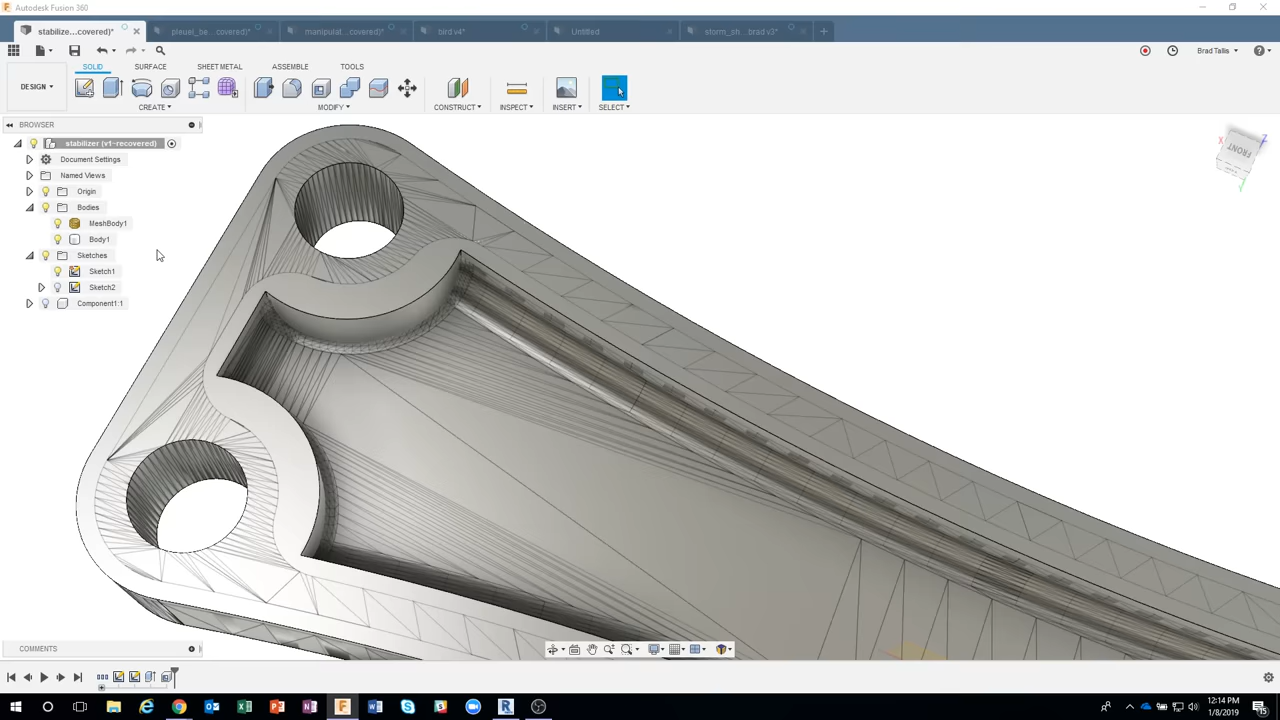 Autodesk Fusion 360
stabilize...covered)*
pleuel_be...covered)*
manipulat...covered)*
bird v4*
Untitled
storm_sh...brad v3*
Brad Tallis
SOLID
SURFACE
SHEET METAL
ASSEMBLE
TOOLS
DESIGN
CREATE
MODIFY
CONSTRUCT
INSPECT
INSERT
SELECT
BROWSER
stabilizer (v1~recovered)
Document Settings
Named Views
Origin
Bodies
MeshBody1
Body1
Sketches
Sketch1
Sketch2
Component1:1
FRONT
X
Z
Y
COMMENTS
12:14 PM
1/8/2019
15